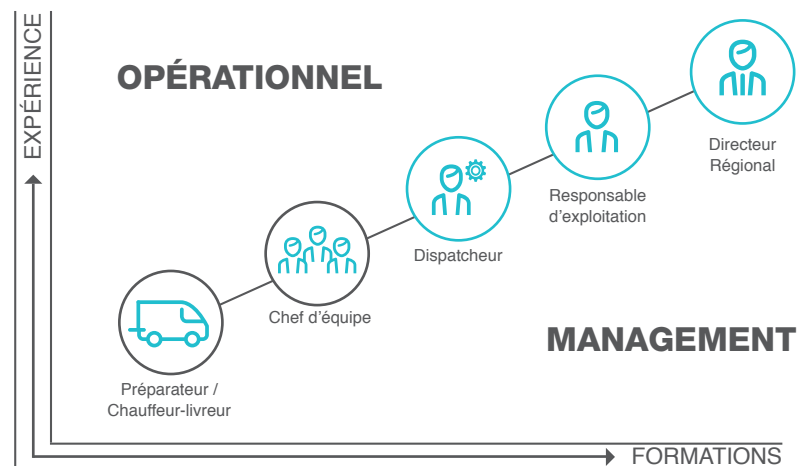 EXPÉRIENCE
OPÉRATIONNEL
Directeur
Régional
Responsable
d'exploitation
Dispatcheur
Chef d'équipe
MANAGEMENT
Préparateur /
Chauffeur-livreur
FORMATIONS